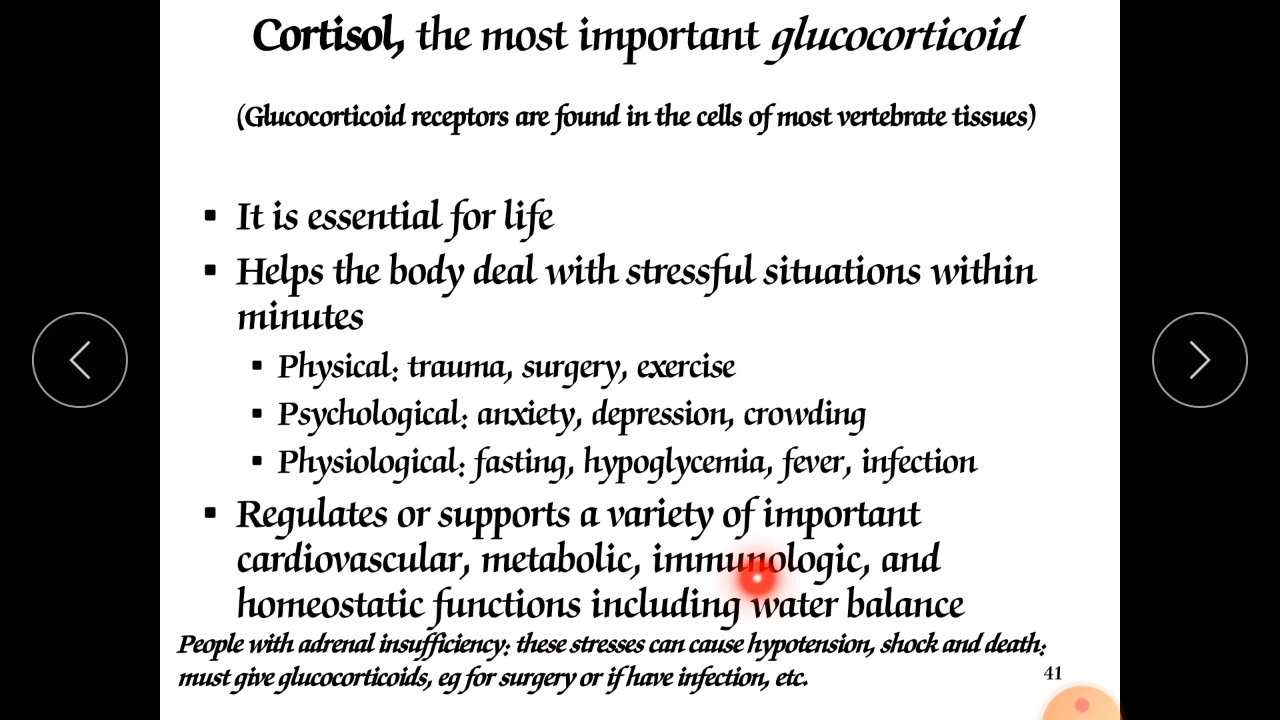 Cortisol, the most important glucocorticoid
(Glucocorticoid receptors are found in the cells of most vertebrate tissues)
▪ It is essential for life
▪ Helps the body deal with stressful situations within
minutes
▪ Physical: trauma, surgery, exercise
▪ Psychological: anxiety, depression, crowding
▪ Physiological: fasting, hypoglycemia, fever, infection
▪ Regulates or supports a variety of important
cardiovascular, metabolic, immunologic, and
homeostatic functions including water balance
People with adrenal insufficiency: these stresses can cause hypotension, shock and death:
must give glucocorticoids, eg for surgery or if have infection, etc.
41